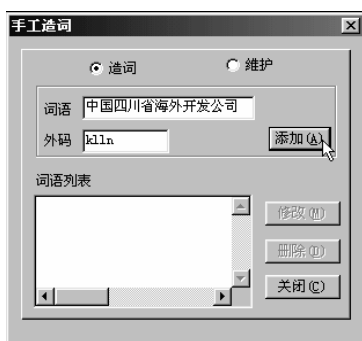 手工造词
造词 维护
词语 中国四川省海外开发公司
外码 klln 添加(A)
词语列表
修改(M)
删除(D)
关闭(C)